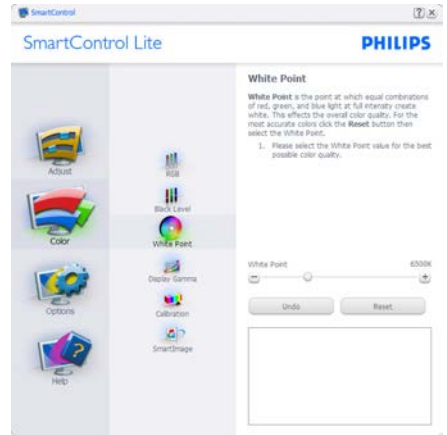 SmartControl
SmartControl Lite
PHILIPS
Adjust
Color
Options
Help
RGB
Black Level
White Point
Display Gamma
Calibration
SmartImage
White Point
White Point is the point at which equal combinations
of red, green, and blue light at full intensity create
white. This effects the overall color quality. For the
most accurate colors click the Reset button then
select the White Point.
1. Please select the White Point value for the best
possible color quality.
White Point 6500K
Undo
Reset